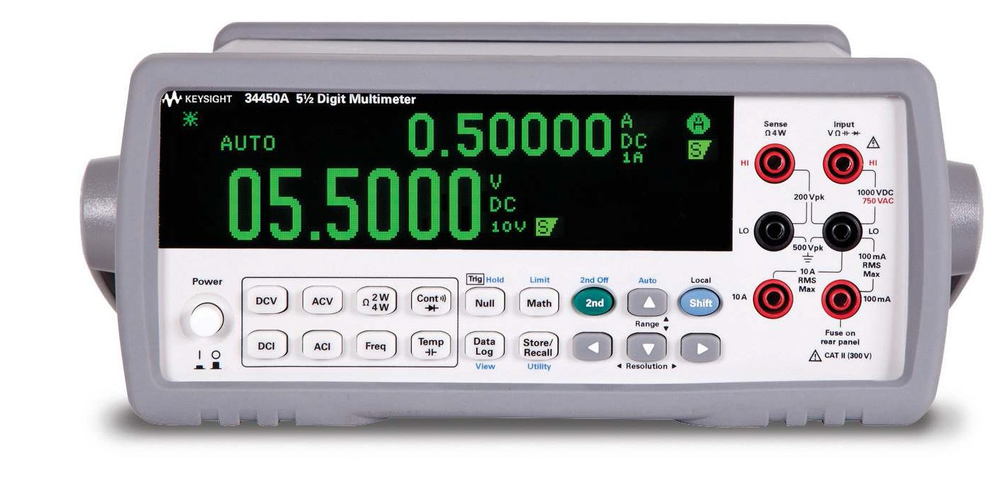 KEYSIGHT 34450A 5½ Digit Multimeter
AUTO
0.50000 A DC 1A
05.5000 V DC 10V
Sense Ω 4 W
Input V Ω
HI
HI
200 Vpk
1000 VDC
750 VAC
LO
LO
500 Vpk
100 mA RMS Max
10 A RMS Max
10 A
100 mA
Fuse on
rear panel
CAT II (300 V)
Power
I O
DCV
ACV
Ω 2 W 4 W
Cont
Trig Hold
Null
Limit
Math
2nd Off
2nd
Auto
Local
Shift
Range
DCI
ACI
Freq
Temp
Data Log
View
Store/ Recall
Utility
Resolution